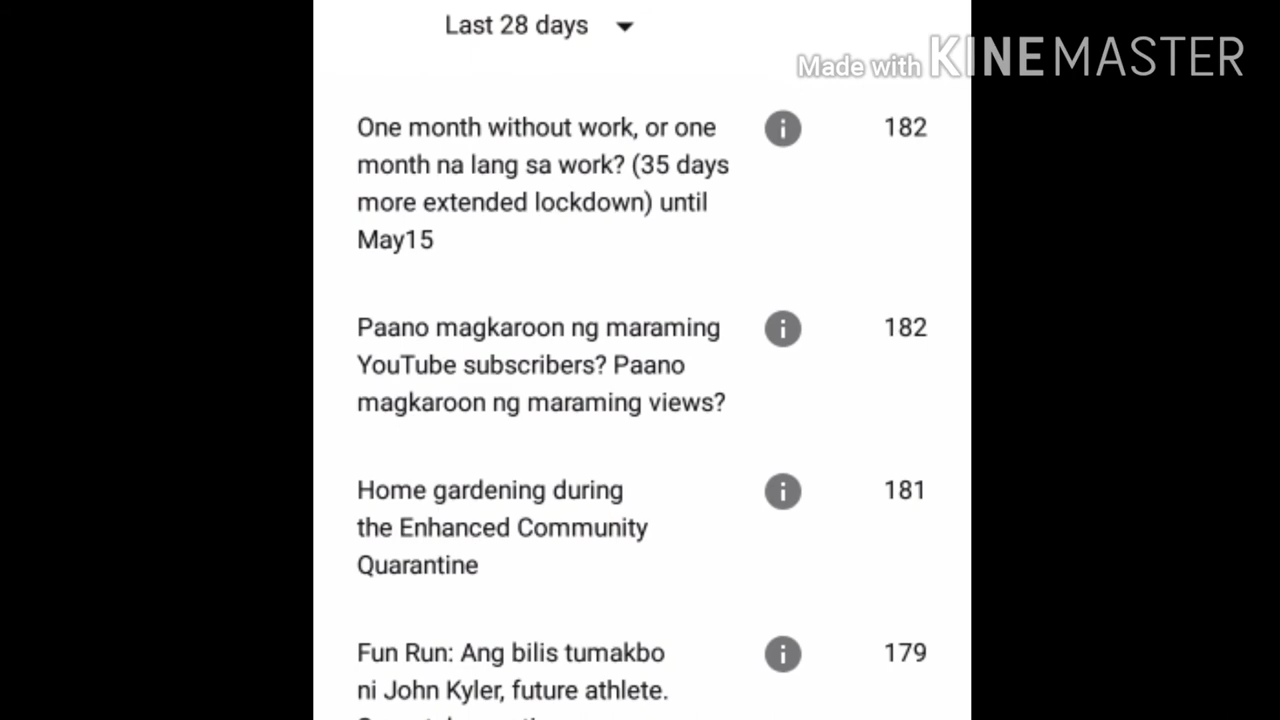 Last 28 days
Made with KINEMASTER
One month without work, or one 182
month na lang sa work? (35 days
more extended lockdown) until
May15
Paano magkaroon ng maraming 182
YouTube subscribers? Paano
magkaroon ng maraming views?
Home gardening during 181
the Enhanced Community
Quarantine
Fun Run: Ang bilis tumakbo 179
ni John Kyler, future athlete.